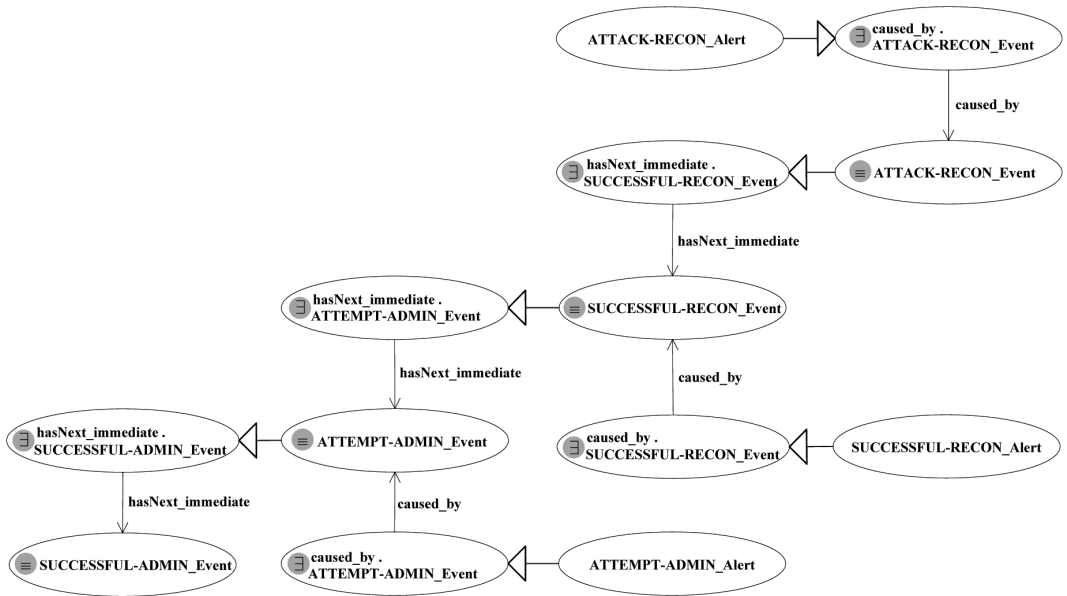 ATTACK-RECON_Alert
∃ caused_by .
ATTACK-RECON_Event
caused_by
∃ hasNext_immediate .
SUCCESSFUL-RECON_Event
≡ ATTACK-RECON_Event
hasNext_immediate
∃ hasNext_immediate .
ATTEMPT-ADMIN_Event
≡ SUCCESSFUL-RECON_Event
hasNext_immediate
caused_by
∃ hasNext_immediate .
SUCCESSFUL-ADMIN_Event
≡ ATTEMPT-ADMIN_Event
∃ caused_by .
SUCCESSFUL-RECON_Event
SUCCESSFUL-RECON_Alert
hasNext_immediate
caused_by
≡ SUCCESSFUL-ADMIN_Event
∃ caused_by .
ATTEMPT-ADMIN_Event
ATTEMPT-ADMIN_Alert